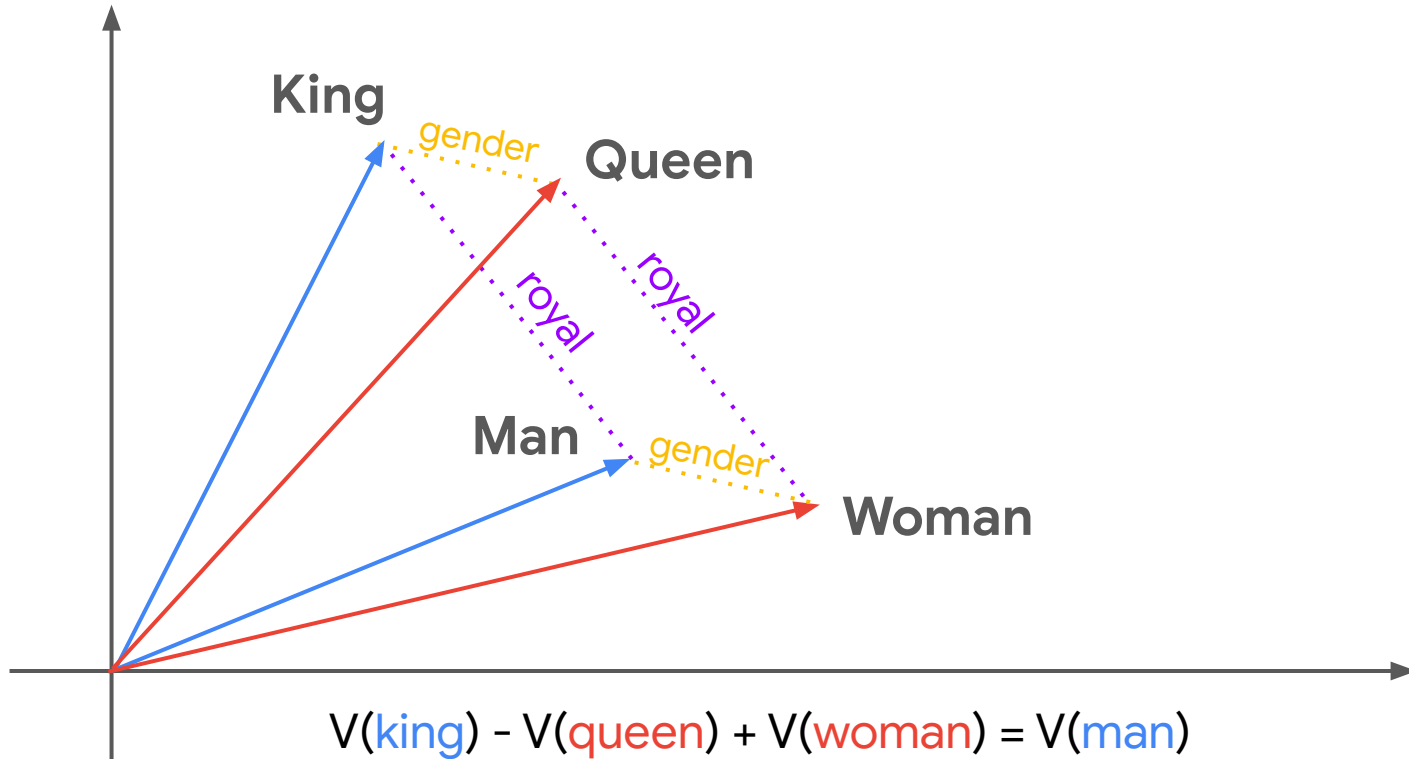 King
gender
Queen
royal
royal
Man
gender
Woman
V(king) - V(queen) + V(woman) = V(man)